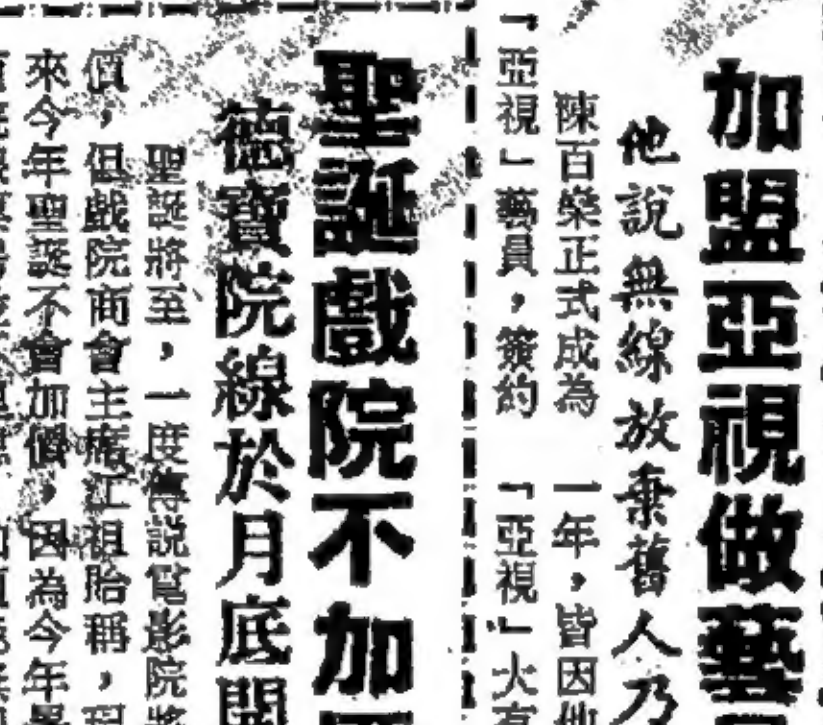 加盟亞視做藝
他說無線放棄舊人乃
陳百燊正式成為
「亞視」藝員，簽約
一年，皆因他
「亞視」大有
聖誕戲院不加
德寶院線於月底開
聖誕將至，一度傳說電影院將
價，但戲院商會主席江祖貽稱，
來今年聖誕不會加價，因為今年